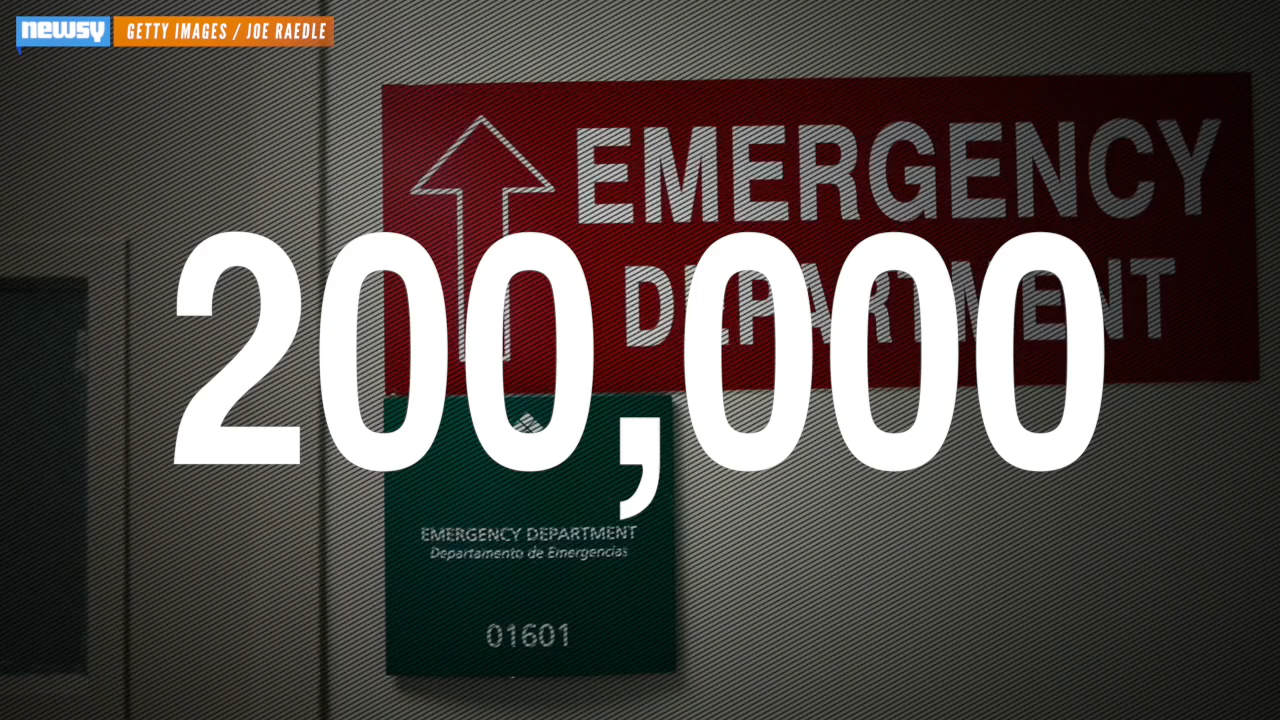 newsy
GETTY IMAGES / JOE RAEDLE
EMERGENCY
DEPARTMENT
200,000
EMERGENCY DEPARTMENT
Departamento de Emergencias
01601